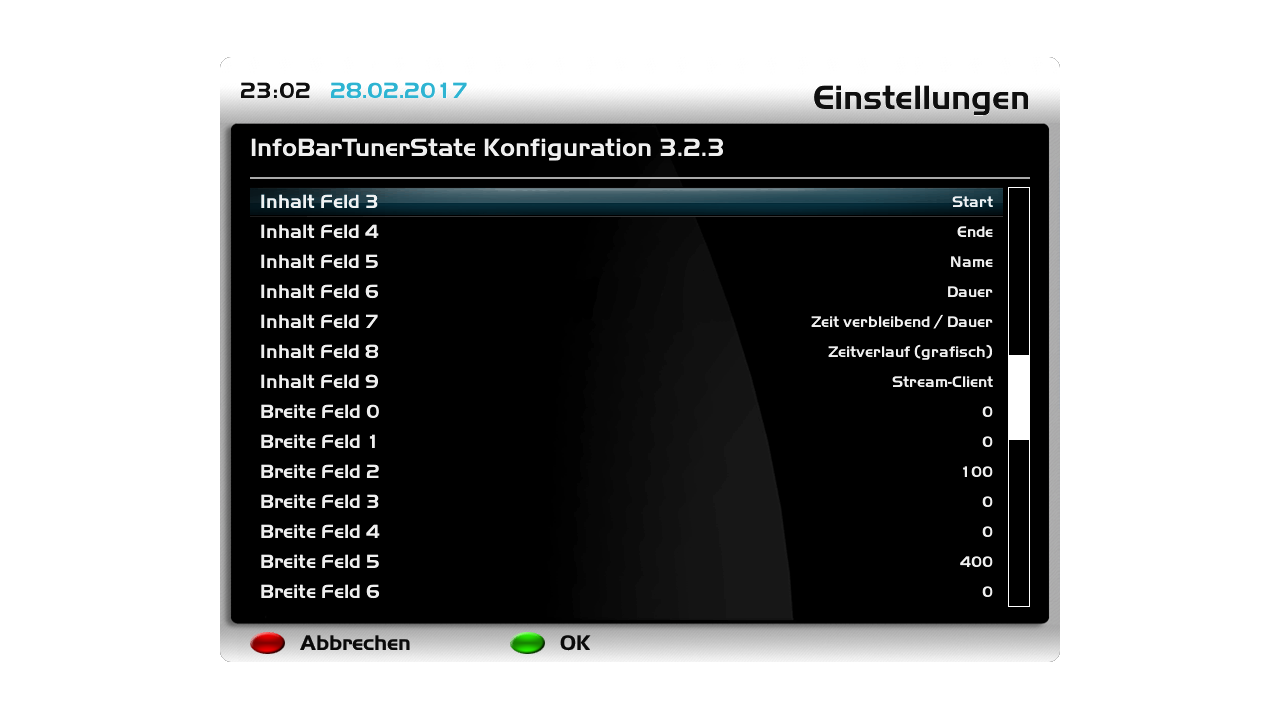 23:02 28.02.2017 Einstellungen
InfoBarTunerState Konfiguration 3.2.3
Inhalt Feld 3 Start
Inhalt Feld 4 Ende
Inhalt Feld 5 Name
Inhalt Feld 6 Dauer
Inhalt Feld 7 Zeit verbleibend / Dauer
Inhalt Feld 8 Zeitverlauf (grafisch)
Inhalt Feld 9 Stream-Client
Breite Feld 0 0
Breite Feld 1 0
Breite Feld 2 100
Breite Feld 3 0
Breite Feld 4 0
Breite Feld 5 400
Breite Feld 6 0
Abbrechen OK